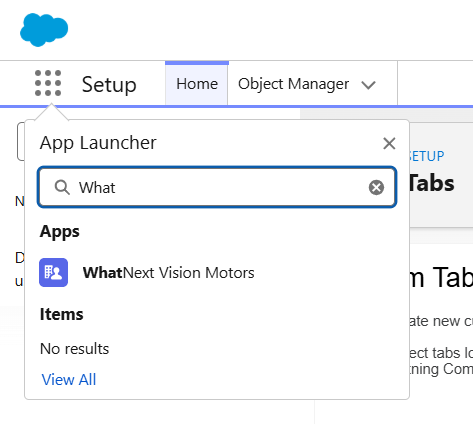 Setup
Home
Object Manager
App Launcher
SETUP
Tabs
What
N
Apps
D
m Tab
WhatNext Vision Motors
u
Items
ate new cu
No results
ect tabs lo
View All
tning Com